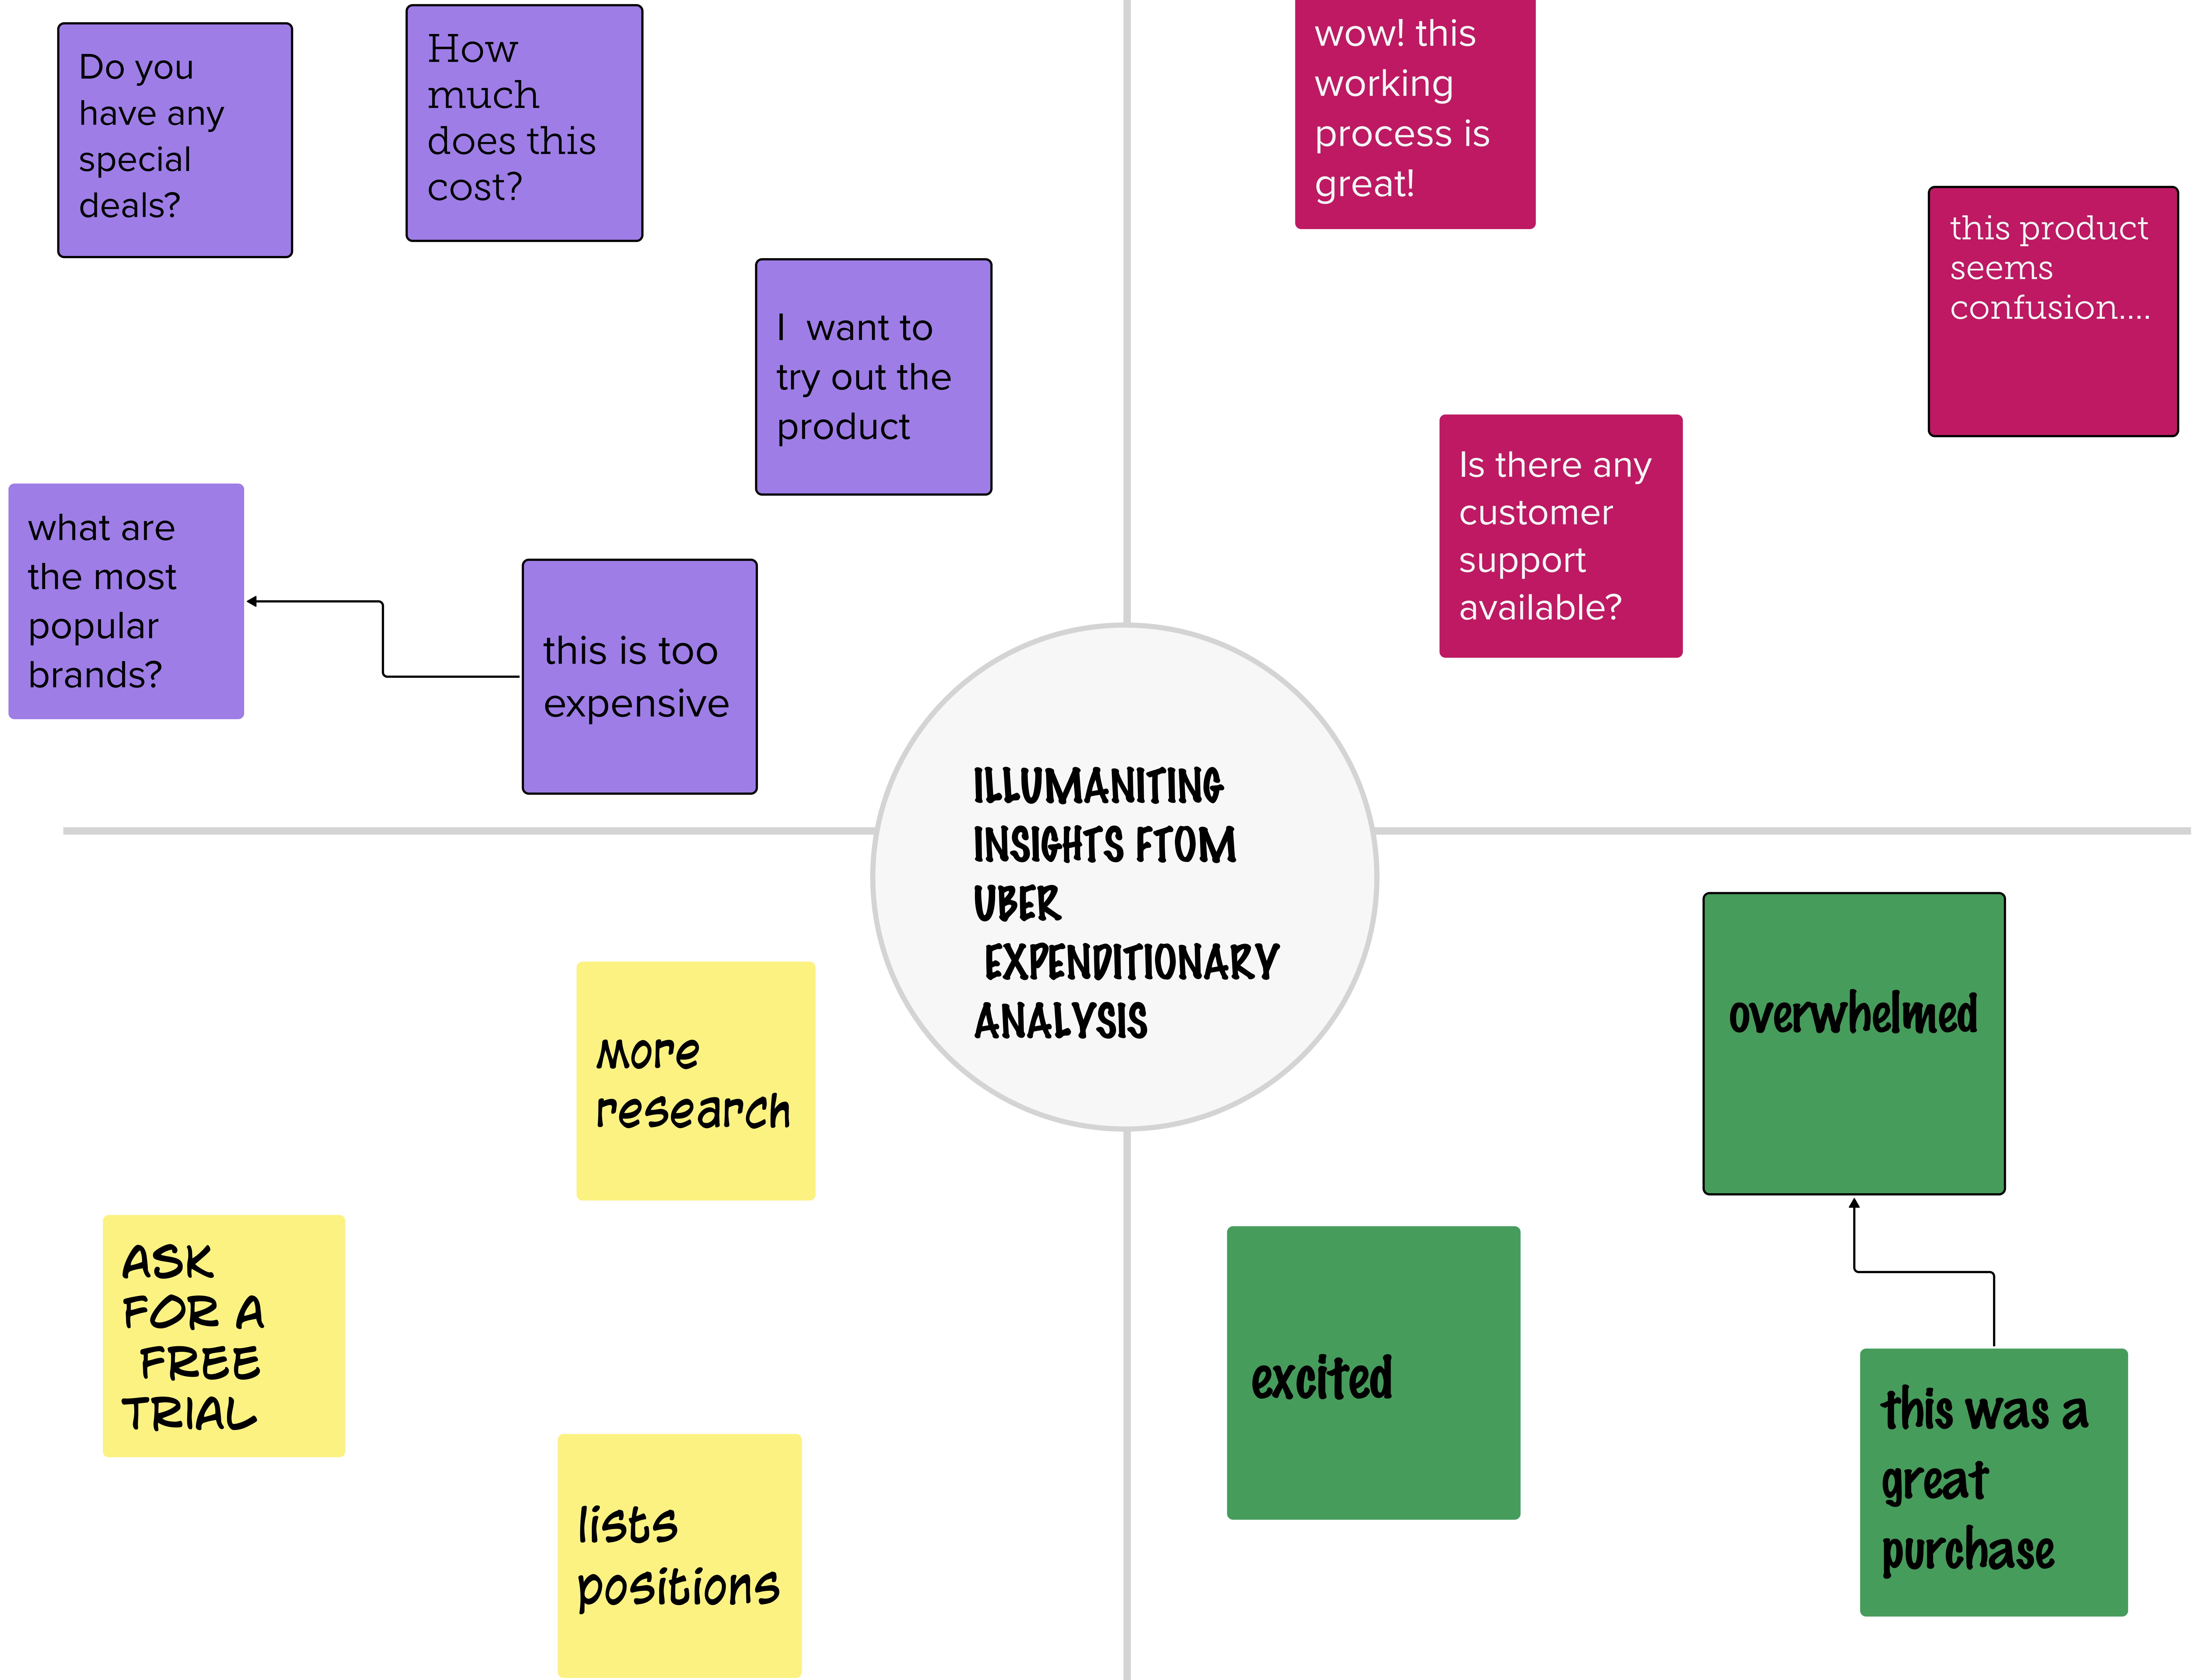 Do you
have any
special
deals?
How
much
does this
cost?
I want to
try out the
product
what are
the most
popular
brands?
this is too
expensive
wow! this
working
process is
great!
this product
seems
confusion....
Is there any
customer
support
available?
ILLUMANITING
INSIGHTS FTOM
UBER
EXPENDITIONARY
ANALYSIS
more
research
ASK
FOR A
FREE
TRIAL
lists
positions
overwhelmed
excited
this was a
great
purchase